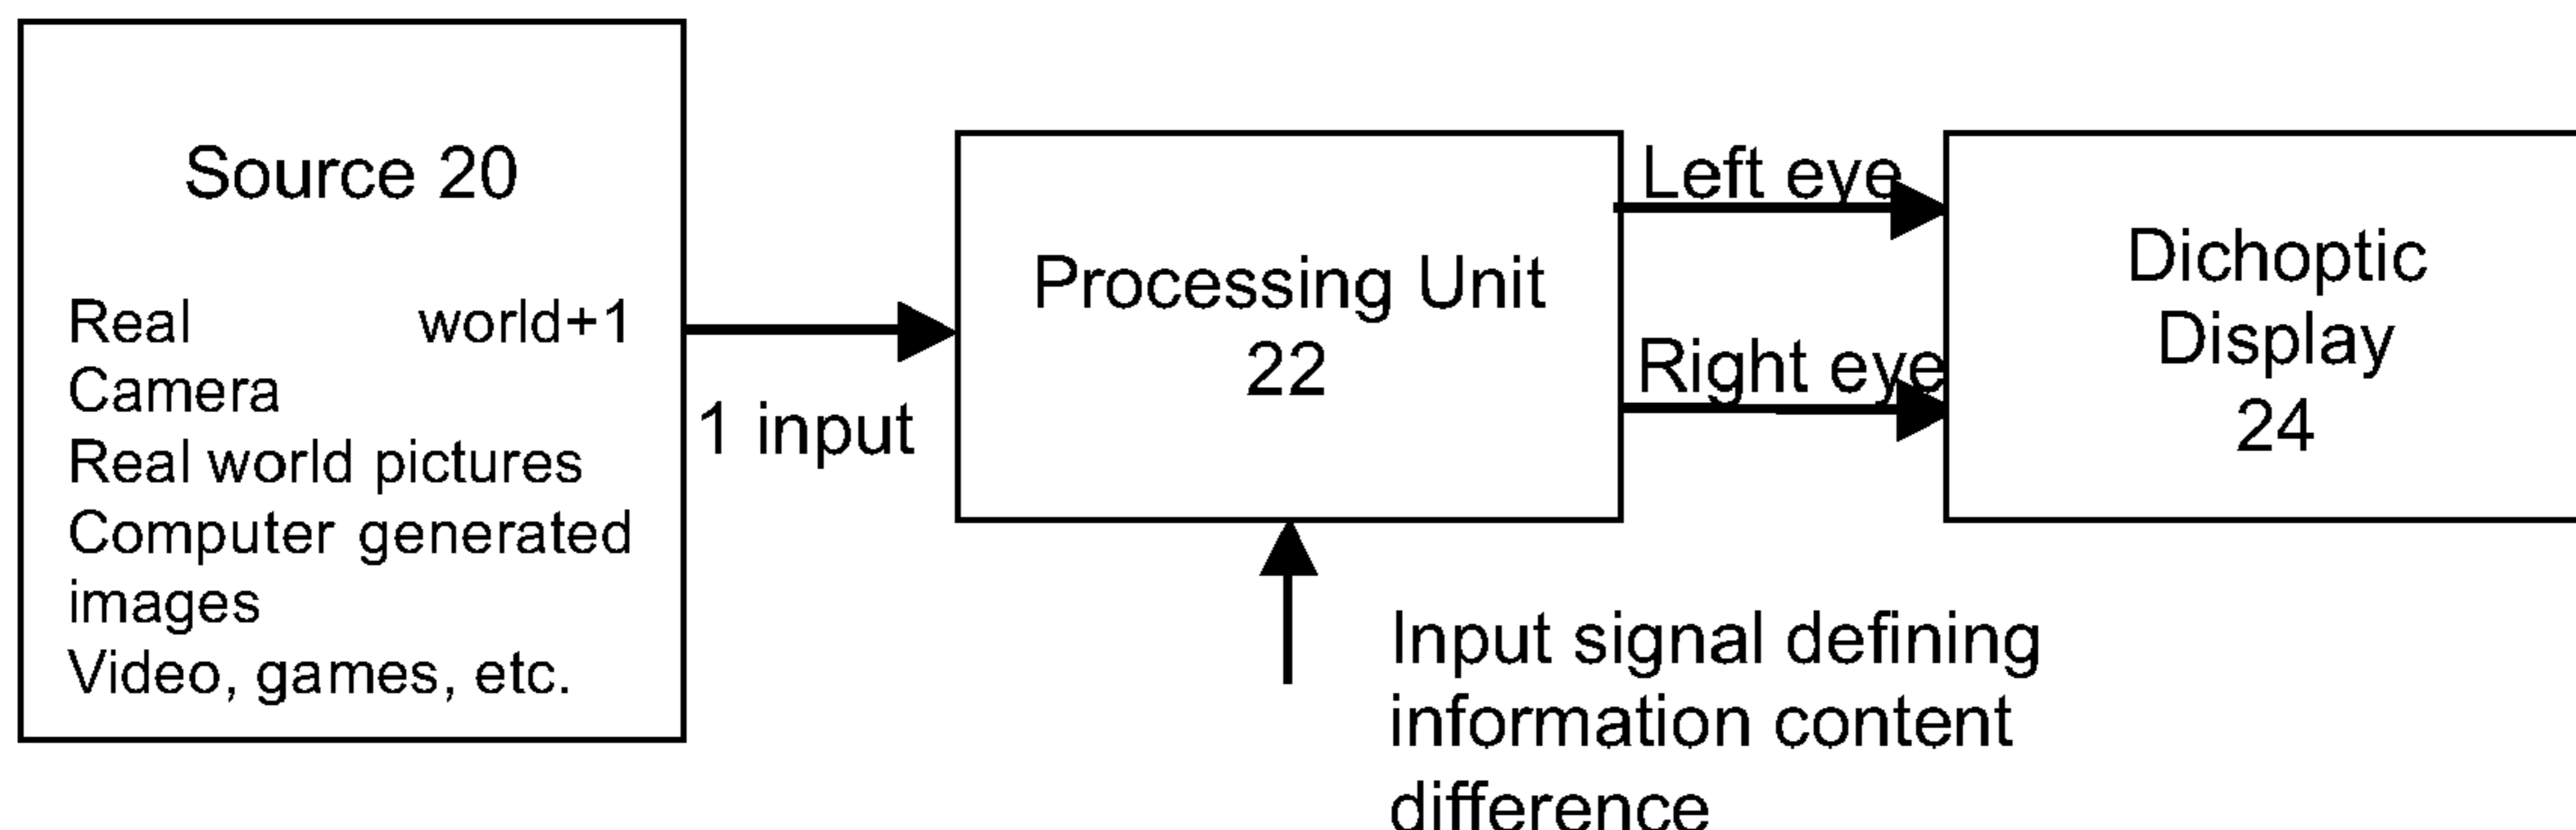 Source 20
Real world+1
Camera
Real world pictures
Computer generated
images
Video, games, etc.
1 input
Processing Unit
22
Left eye
Right eye
Dichoptic
Display
24
Input signal defining
information content
difference